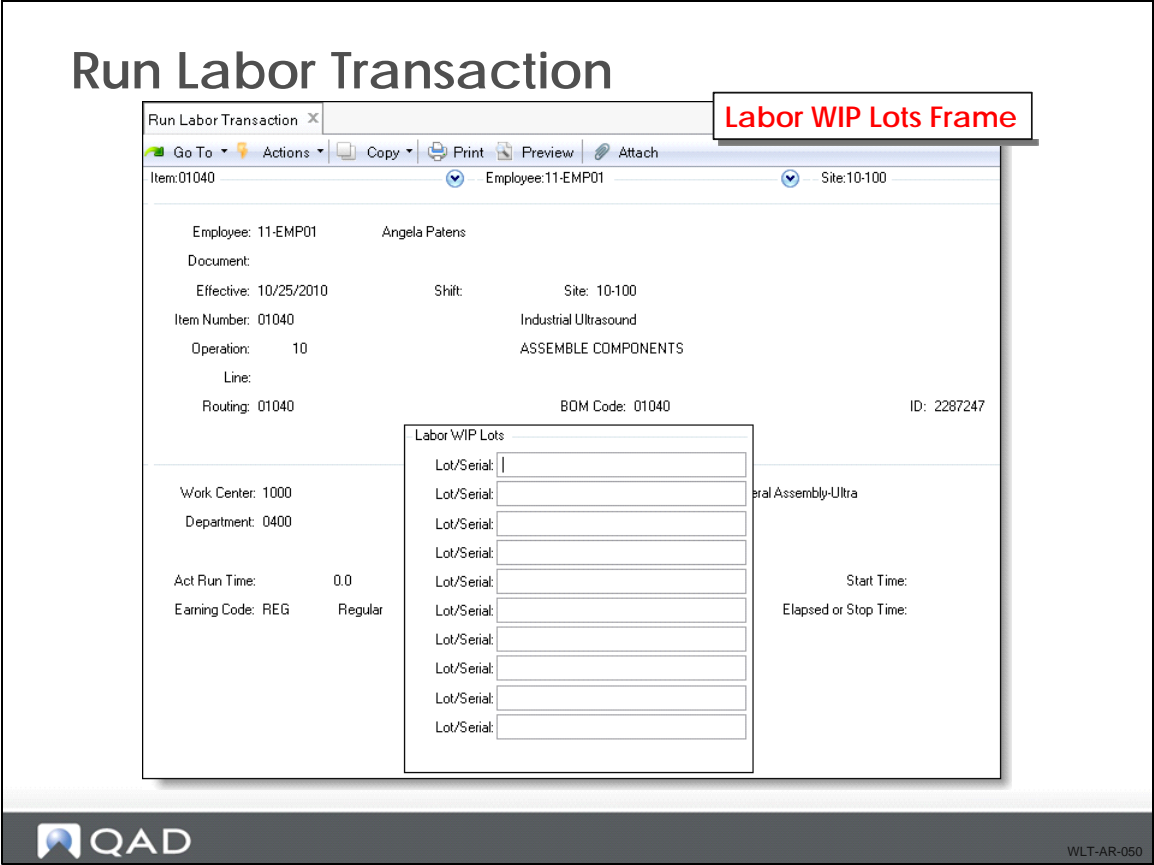 Run Labor Transaction
Labor WIP Lots Frame
Run Labor Transaction
Go To Actions Copy Print Preview Attach
Item:01040 Employee:11-EMP01 Site:10-100
Employee: 11-EMP01 Angela Patens
Document:
Effective: 10/25/2010 Shift: Site: 10-100
Item Number: 01040 Industrial Ultrasound
Operation: 10 ASSEMBLE COMPONENTS
Line:
Routing: 01040 BOM Code: 01040 ID: 2287247
Labor WIP Lots
Lot/Serial:
Work Center: 1000 Lot/Serial: eral Assembly-Ultra
Department: 0400 Lot/Serial:
Lot/Serial:
Act Run Time: 0.0 Lot/Serial: Start Time:
Earning Code: REG Regular Lot/Serial: Elapsed or Stop Time:
Lot/Serial:
Lot/Serial:
Lot/Serial:
Lot/Serial:
QAD
WLT-AR-050